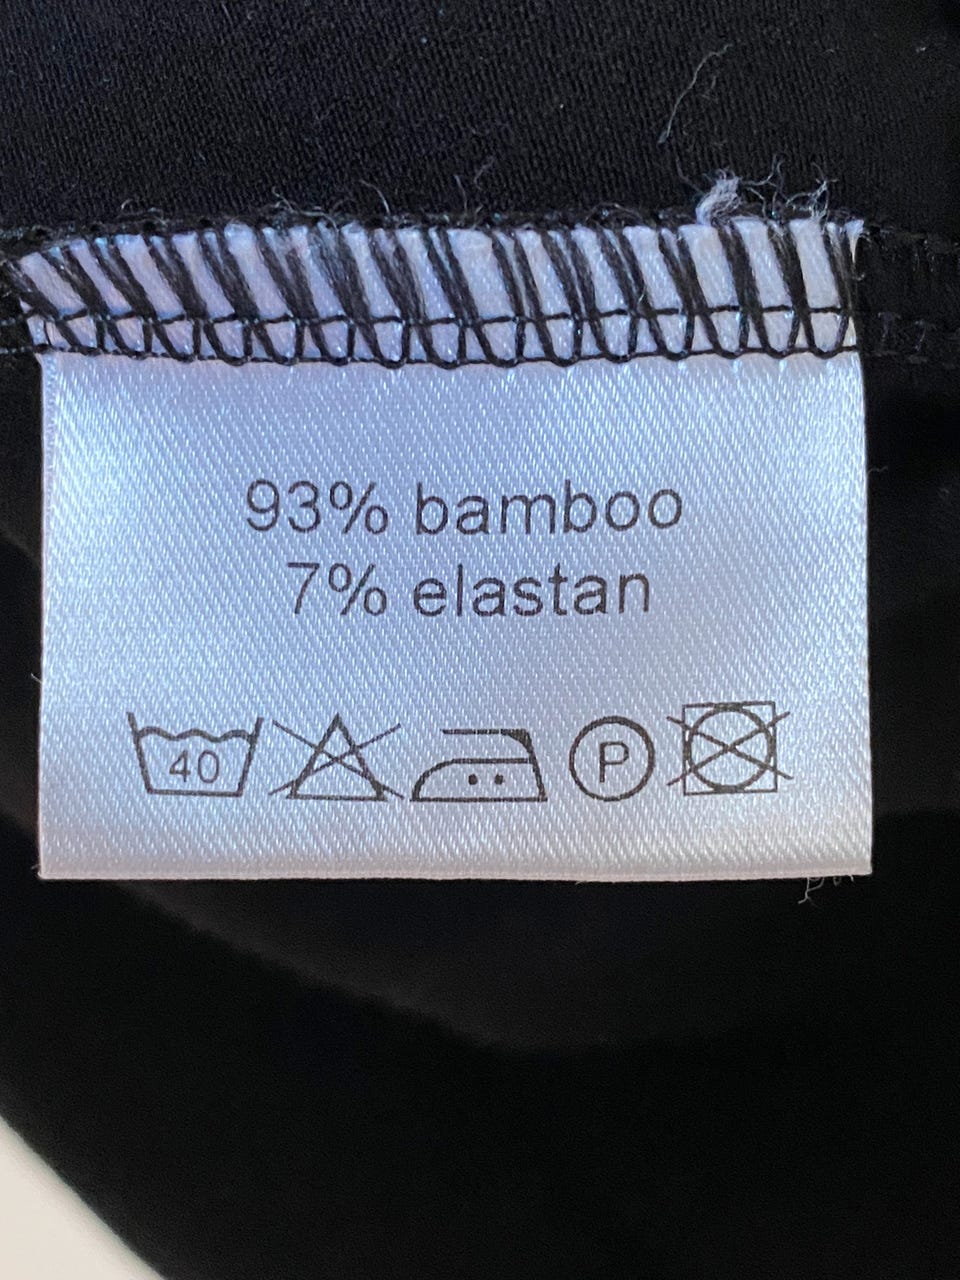 93% bamboo
7% elastan
40 P